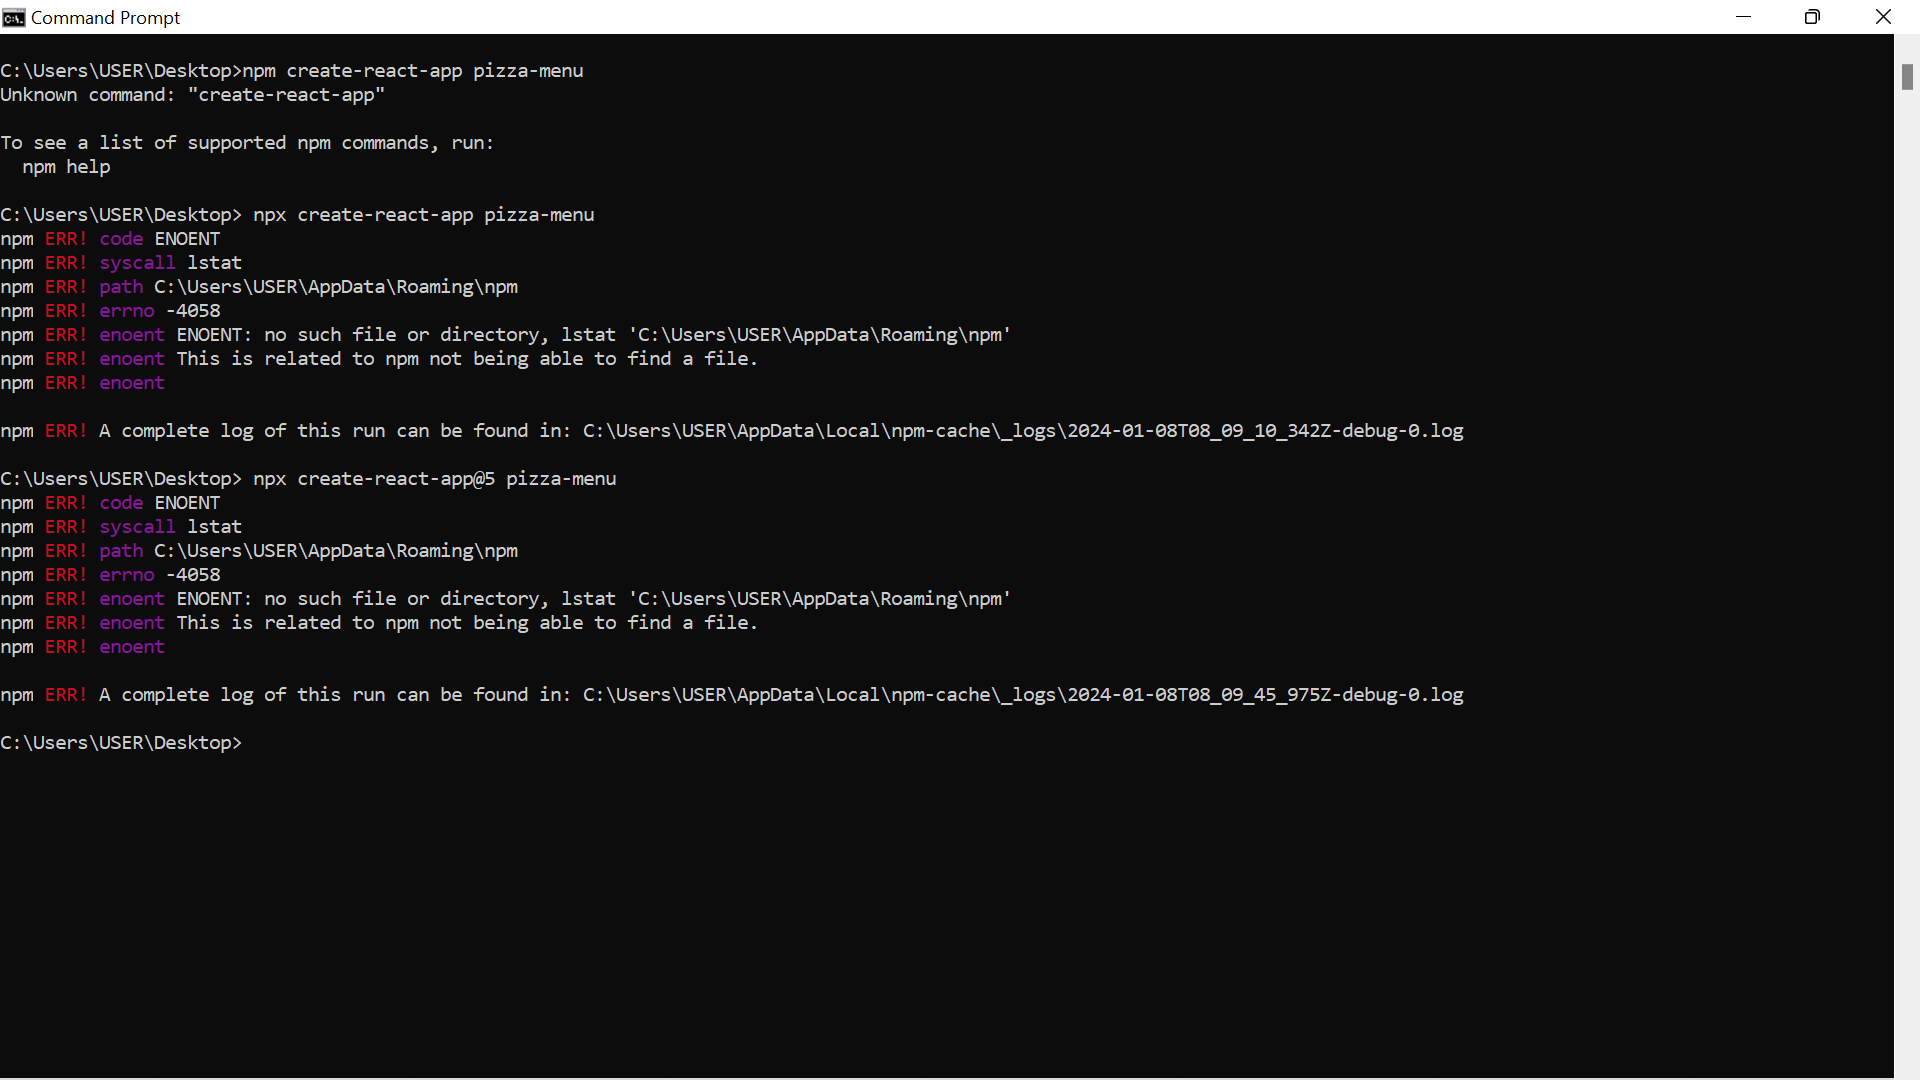 Command Prompt
C:\Users\USER\Desktop>npm create-react-app pizza-menu
Unknown command: "create-react-app"
To see a list of supported npm commands, run:
  npm help
C:\Users\USER\Desktop> npx create-react-app pizza-menu
npm ERR! code ENOENT
npm ERR! syscall lstat
npm ERR! path C:\Users\USER\AppData\Roaming\npm
npm ERR! errno -4058
npm ERR! enoent ENOENT: no such file or directory, lstat 'C:\Users\USER\AppData\Roaming\npm'
npm ERR! enoent This is related to npm not being able to find a file.
npm ERR! enoent
npm ERR! A complete log of this run can be found in: C:\Users\USER\AppData\Local\npm-cache\_logs\2024-01-08T08_09_10_342Z-debug-0.log
C:\Users\USER\Desktop> npx create-react-app@5 pizza-menu
npm ERR! code ENOENT
npm ERR! syscall lstat
npm ERR! path C:\Users\USER\AppData\Roaming\npm
npm ERR! errno -4058
npm ERR! enoent ENOENT: no such file or directory, lstat 'C:\Users\USER\AppData\Roaming\npm'
npm ERR! enoent This is related to npm not being able to find a file.
npm ERR! enoent
npm ERR! A complete log of this run can be found in: C:\Users\USER\AppData\Local\npm-cache\_logs\2024-01-08T08_09_45_975Z-debug-0.log
C:\Users\USER\Desktop>